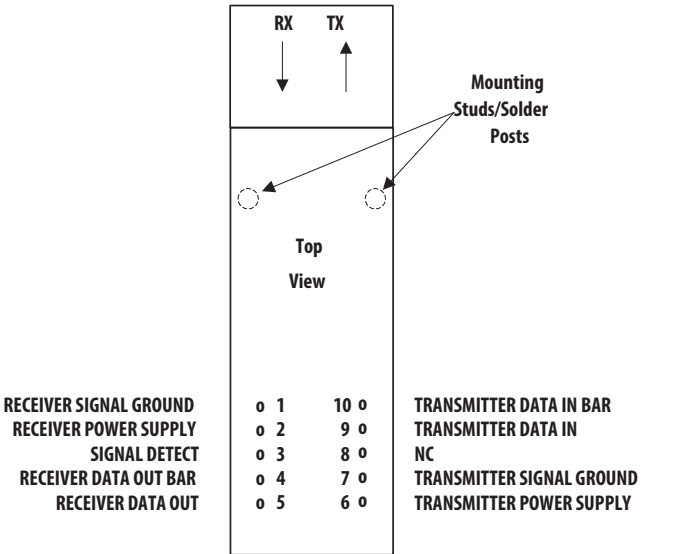 RX TX
Mounting
Studs/Solder
Posts
Top
View
RECEIVER SIGNAL GROUND o 1 10 o TRANSMITTER DATA IN BAR
RECEIVER POWER SUPPLY o 2 9 o TRANSMITTER DATA IN
SIGNAL DETECT o 3 8 o NC
RECEIVER DATA OUT BAR o 4 7 o TRANSMITTER SIGNAL GROUND
RECEIVER DATA OUT o 5 6 o TRANSMITTER POWER SUPPLY